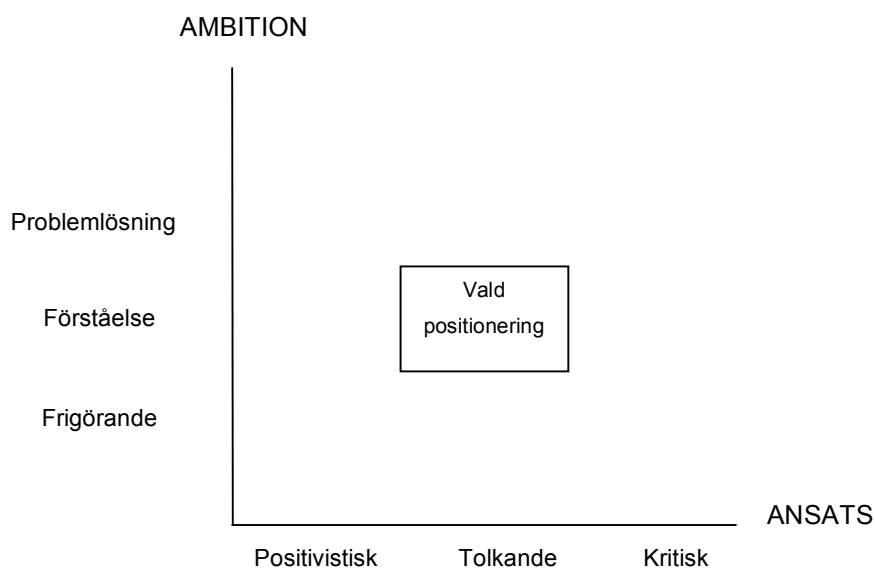 AMBITION
Problemlösning
Vald
positionering
Förståelse
Frigörande
ANSATS
Positivistisk Tolkande Kritisk